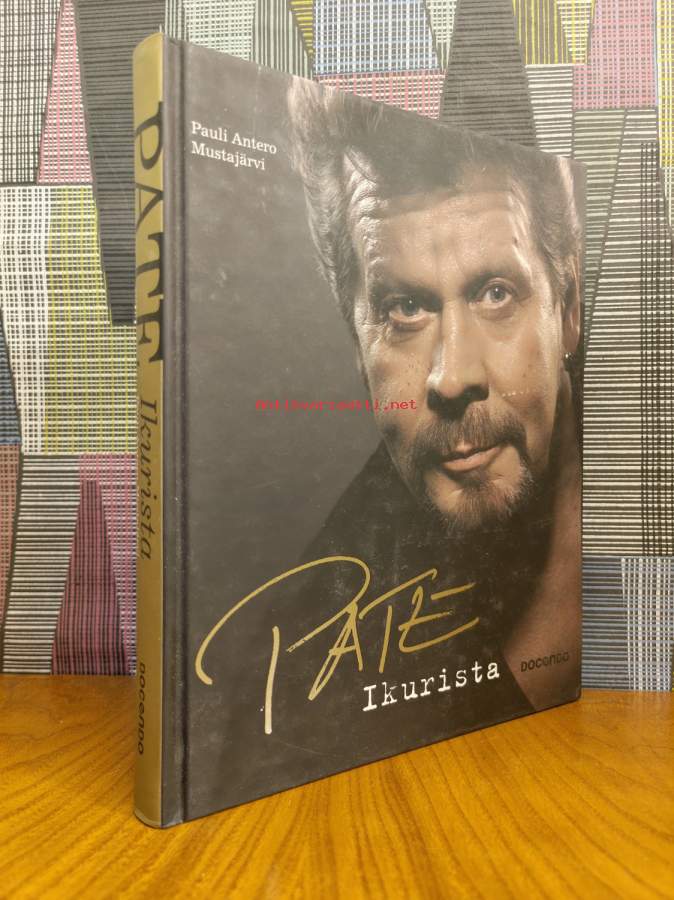 Pauli Antero
Mustajärvi
Antikvariaatti.net
PATE
Ikurista
DOCENDO
PATE Ikurista DOCENDO